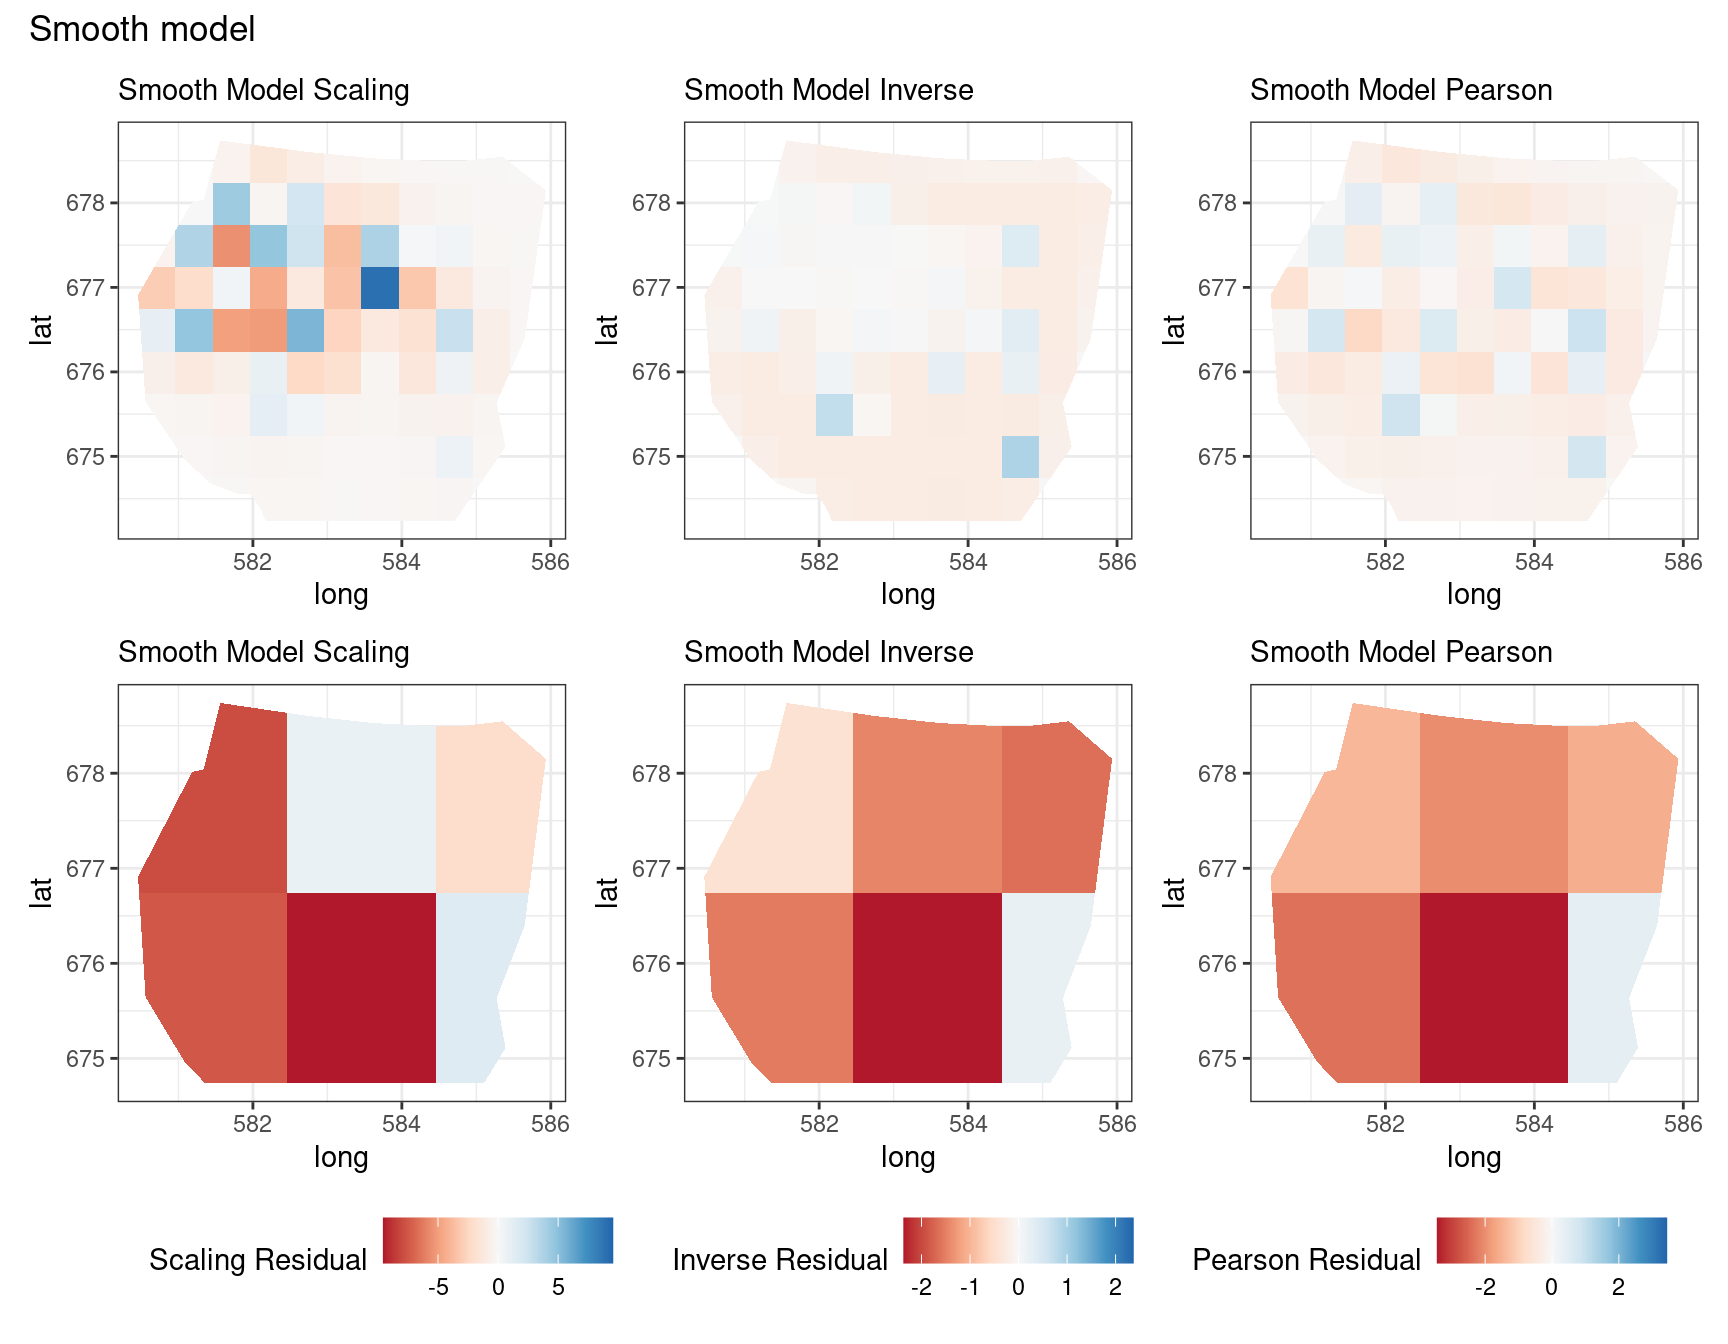 Smooth model
Smooth Model Scaling
Smooth Model Inverse
Smooth Model Pearson
678
677
676
675
lat
582
584
586
long
678
677
676
675
lat
582
584
586
long
678
677
676
675
lat
582
584
586
long
Smooth Model Scaling
Smooth Model Inverse
Smooth Model Pearson
678
677
676
675
lat
582
584
586
long
678
677
676
675
lat
582
584
586
long
678
677
676
675
lat
582
584
586
long
Scaling Residual
-5 0 5
Inverse Residual
-2 -1 0 1 2
Pearson Residual
-2 0 2